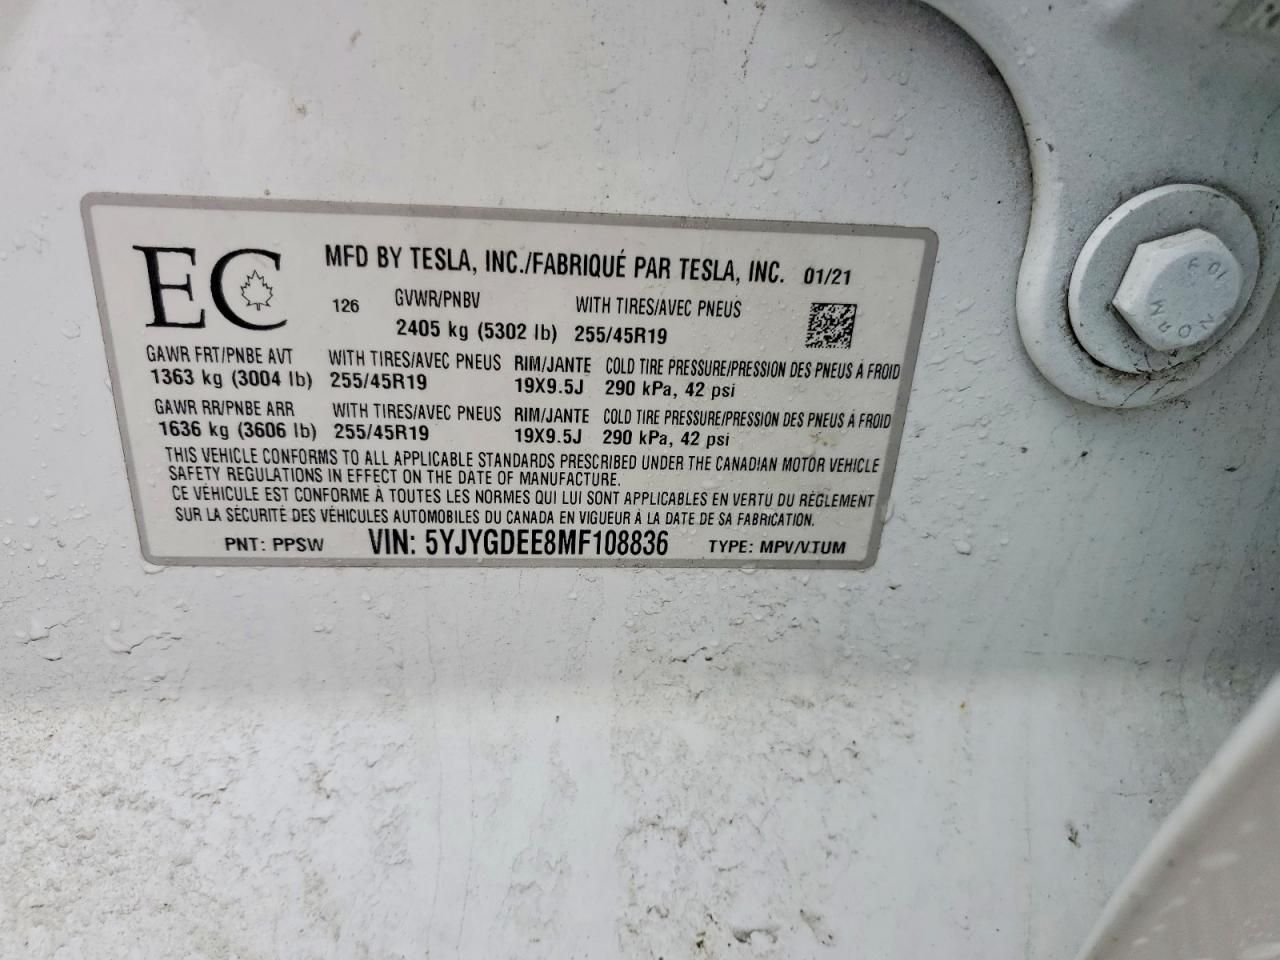 EC
MFD BY TESLA, INC./FABRIQUÉ PAR TESLA, INC. 01/21
126 GVWR/PNBV WITH TIRES/AVEC PNEUS
2405 kg (5302 lb) 255/45R19
GAWR FRT/PNBE AVT WITH TIRES/AVEC PNEUS RIM/JANTE COLD TIRE PRESSURE/PRESSION DES PNEUS À FROID
1363 kg (3004 lb) 255/45R19 19X9.5J 290 kPa, 42 psi
GAWR RR/PNBE ARR WITH TIRES/AVEC PNEUS RIM/JANTE COLD TIRE PRESSURE/PRESSION DES PNEUS À FROID
1636 kg (3606 lb) 255/45R19 19X9.5J 290 kPa, 42 psi
THIS VEHICLE CONFORMS TO ALL APPLICABLE STANDARDS PRESCRIBED UNDER THE CANADIAN MOTOR VEHICLE
SAFETY REGULATIONS IN EFFECT ON THE DATE OF MANUFACTURE.
CE VÉHICULE EST CONFORME À TOUTES LES NORMES QUI LUI SONT APPLICABLES EN VERTU DU RÈGLEMENT
SUR LA SÉCURITÉ DES VÉHICULES AUTOMOBILES DU CANADA EN VIGUEUR À LA DATE DE SA FABRICATION.
PNT: PPSW VIN: 5YJYGDEE8MF108836 TYPE: MPV/VTUM